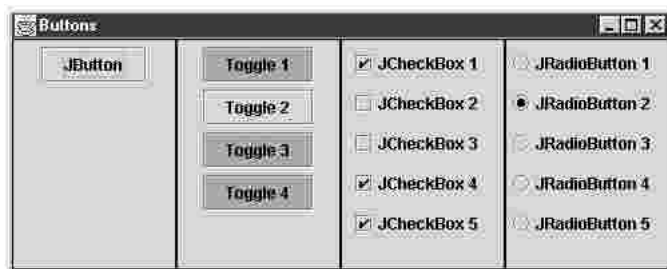 Buttons
JButton
Toggle 1
Toggle 2
Toggle 3
Toggle 4
JCheckBox 1
JCheckBox 2
JCheckBox 3
JCheckBox 4
JCheckBox 5
JRadioButton 1
JRadioButton 2
JRadioButton 3
JRadioButton 4
JRadioButton 5